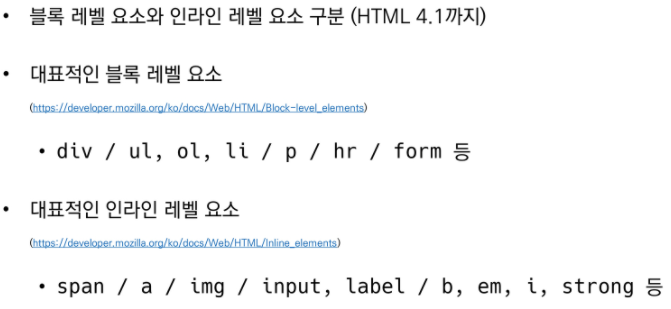 • 블록 레벨 요소와 인라인 레벨 요소 구분 (HTML 4.1까지)
• 대표적인 블록 레벨 요소
(https://developer.mozilla.org/ko/docs/Web/HTML/Block-level_elements)
• div / ul, ol, li / p / hr / form 등
• 대표적인 인라인 레벨 요소
(https://developer.mozilla.org/ko/docs/Web/HTML/Inline_elements)
• span / a / img / input, label / b, em, i, strong 등